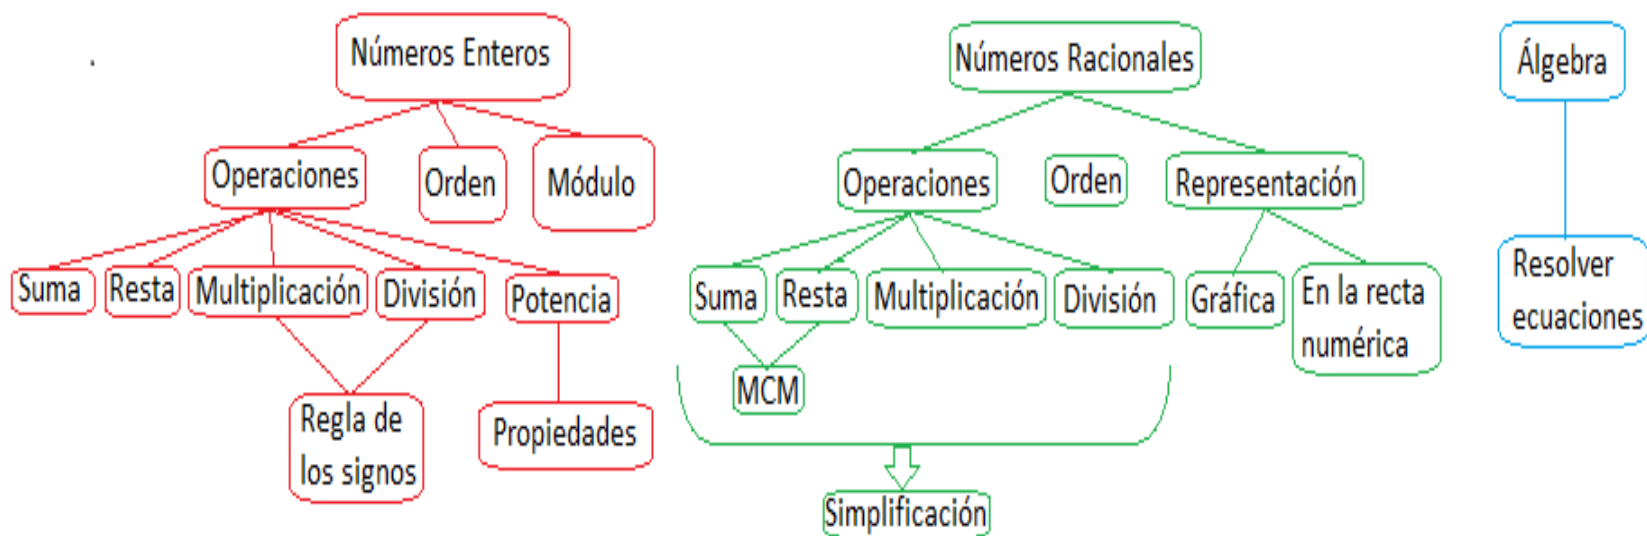 Números Enteros
Operaciones
Orden
Módulo
Suma
Resta
Multiplicación
División
Potencia
Regla de
los signos
Propiedades
Números Racionales
Operaciones
Orden
Representación
Suma
Resta
Multiplicación
División
Gráfica
En la recta
numérica
MCM
Simplificación
Álgebra
Resolver
ecuaciones